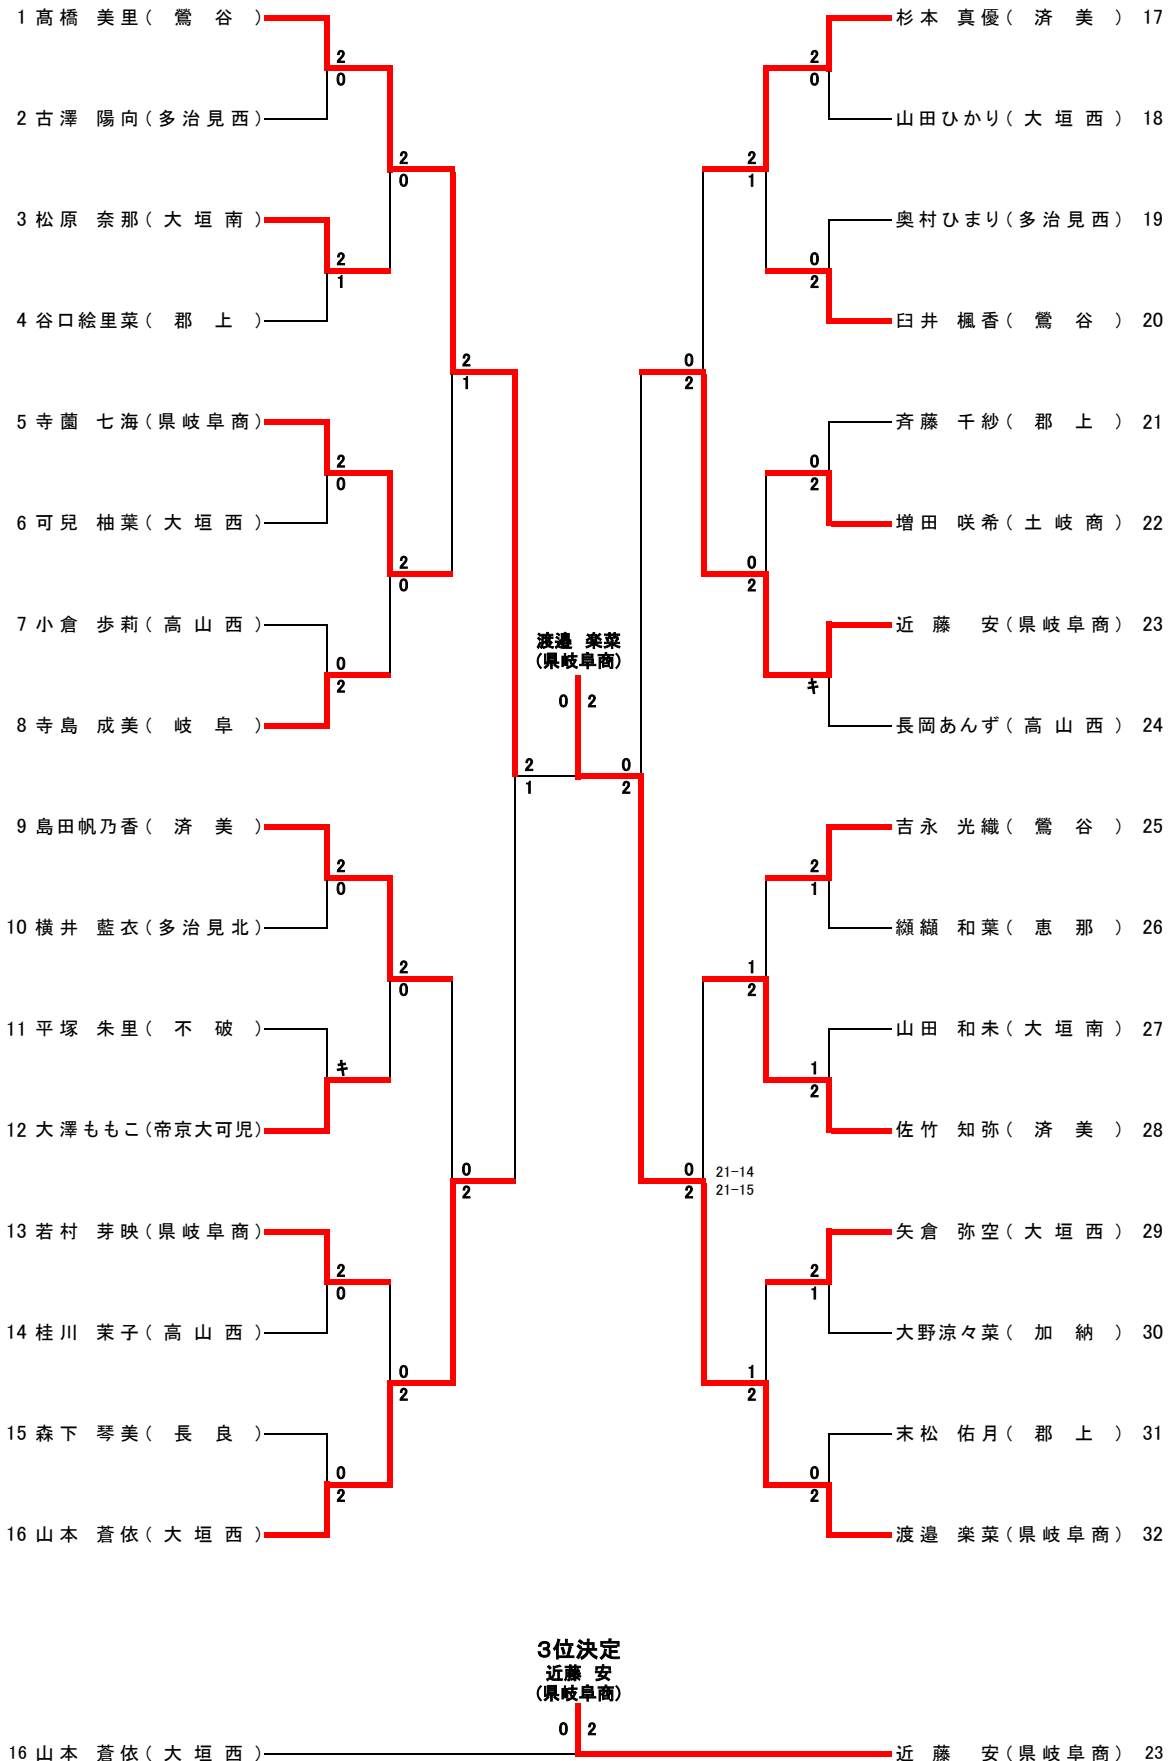 1 髙橋 美里( 鶯 谷 )
2
0
2 古澤 陽向(多治見西)
2
0
3 松原 奈那( 大 垣 南 )
2
1
4 谷口絵里菜( 郡 上 )
2
1
5 寺薗 七海(県岐阜商)
2
0
6 可兒 柚葉( 大 垣 西 )
2
0
7 小倉 歩莉( 高 山 西 )
0
2
8 寺島 成美( 岐 阜 )
2
1
9 島田帆乃香( 済 美 )
2
0
10 横井 藍衣(多治見北)
2
0
11 平塚 朱里( 不 破 )
キ
12 大澤ももこ(帝京大可児)
0
2
13 若村 芽映(県岐阜商)
2
0
14 桂川 茉子( 高 山 西 )
0
2
15 森下 琴美( 長 良 )
0
2
16 山本 蒼依( 大 垣 西 )
渡邉 楽菜
(県岐阜商)
0 2
杉本 真優( 済 美 ) 17
2
0
山田ひかり( 大 垣 西 ) 18
2
1
奥村ひまり(多治見西) 19
0
2
臼井 楓香( 鶯 谷 ) 20
0
2
斉藤 千紗( 郡 上 ) 21
0
2
増田 咲希(土 岐 商) 22
0
2
近藤 安(県岐阜商) 23
キ
長岡あんず( 高 山 西 ) 24
0
2
吉永 光織( 鶯 谷 ) 25
2
1
纐纈 和葉( 恵 那 ) 26
1
2
山田 和未( 大 垣 南 ) 27
1
2
佐竹 知弥( 済 美 ) 28
0 21-14
2 21-15
矢倉 弥空( 大 垣 西 ) 29
2
1
大野涼々菜( 加 納 ) 30
1
2
末松 佑月( 郡 上 ) 31
0
2
渡邉 楽菜(県岐阜商) 32
3位決定
近藤 安
(県岐阜商)
0 2
16 山本 蒼依( 大 垣 西 )
近藤 安(県岐阜商) 23